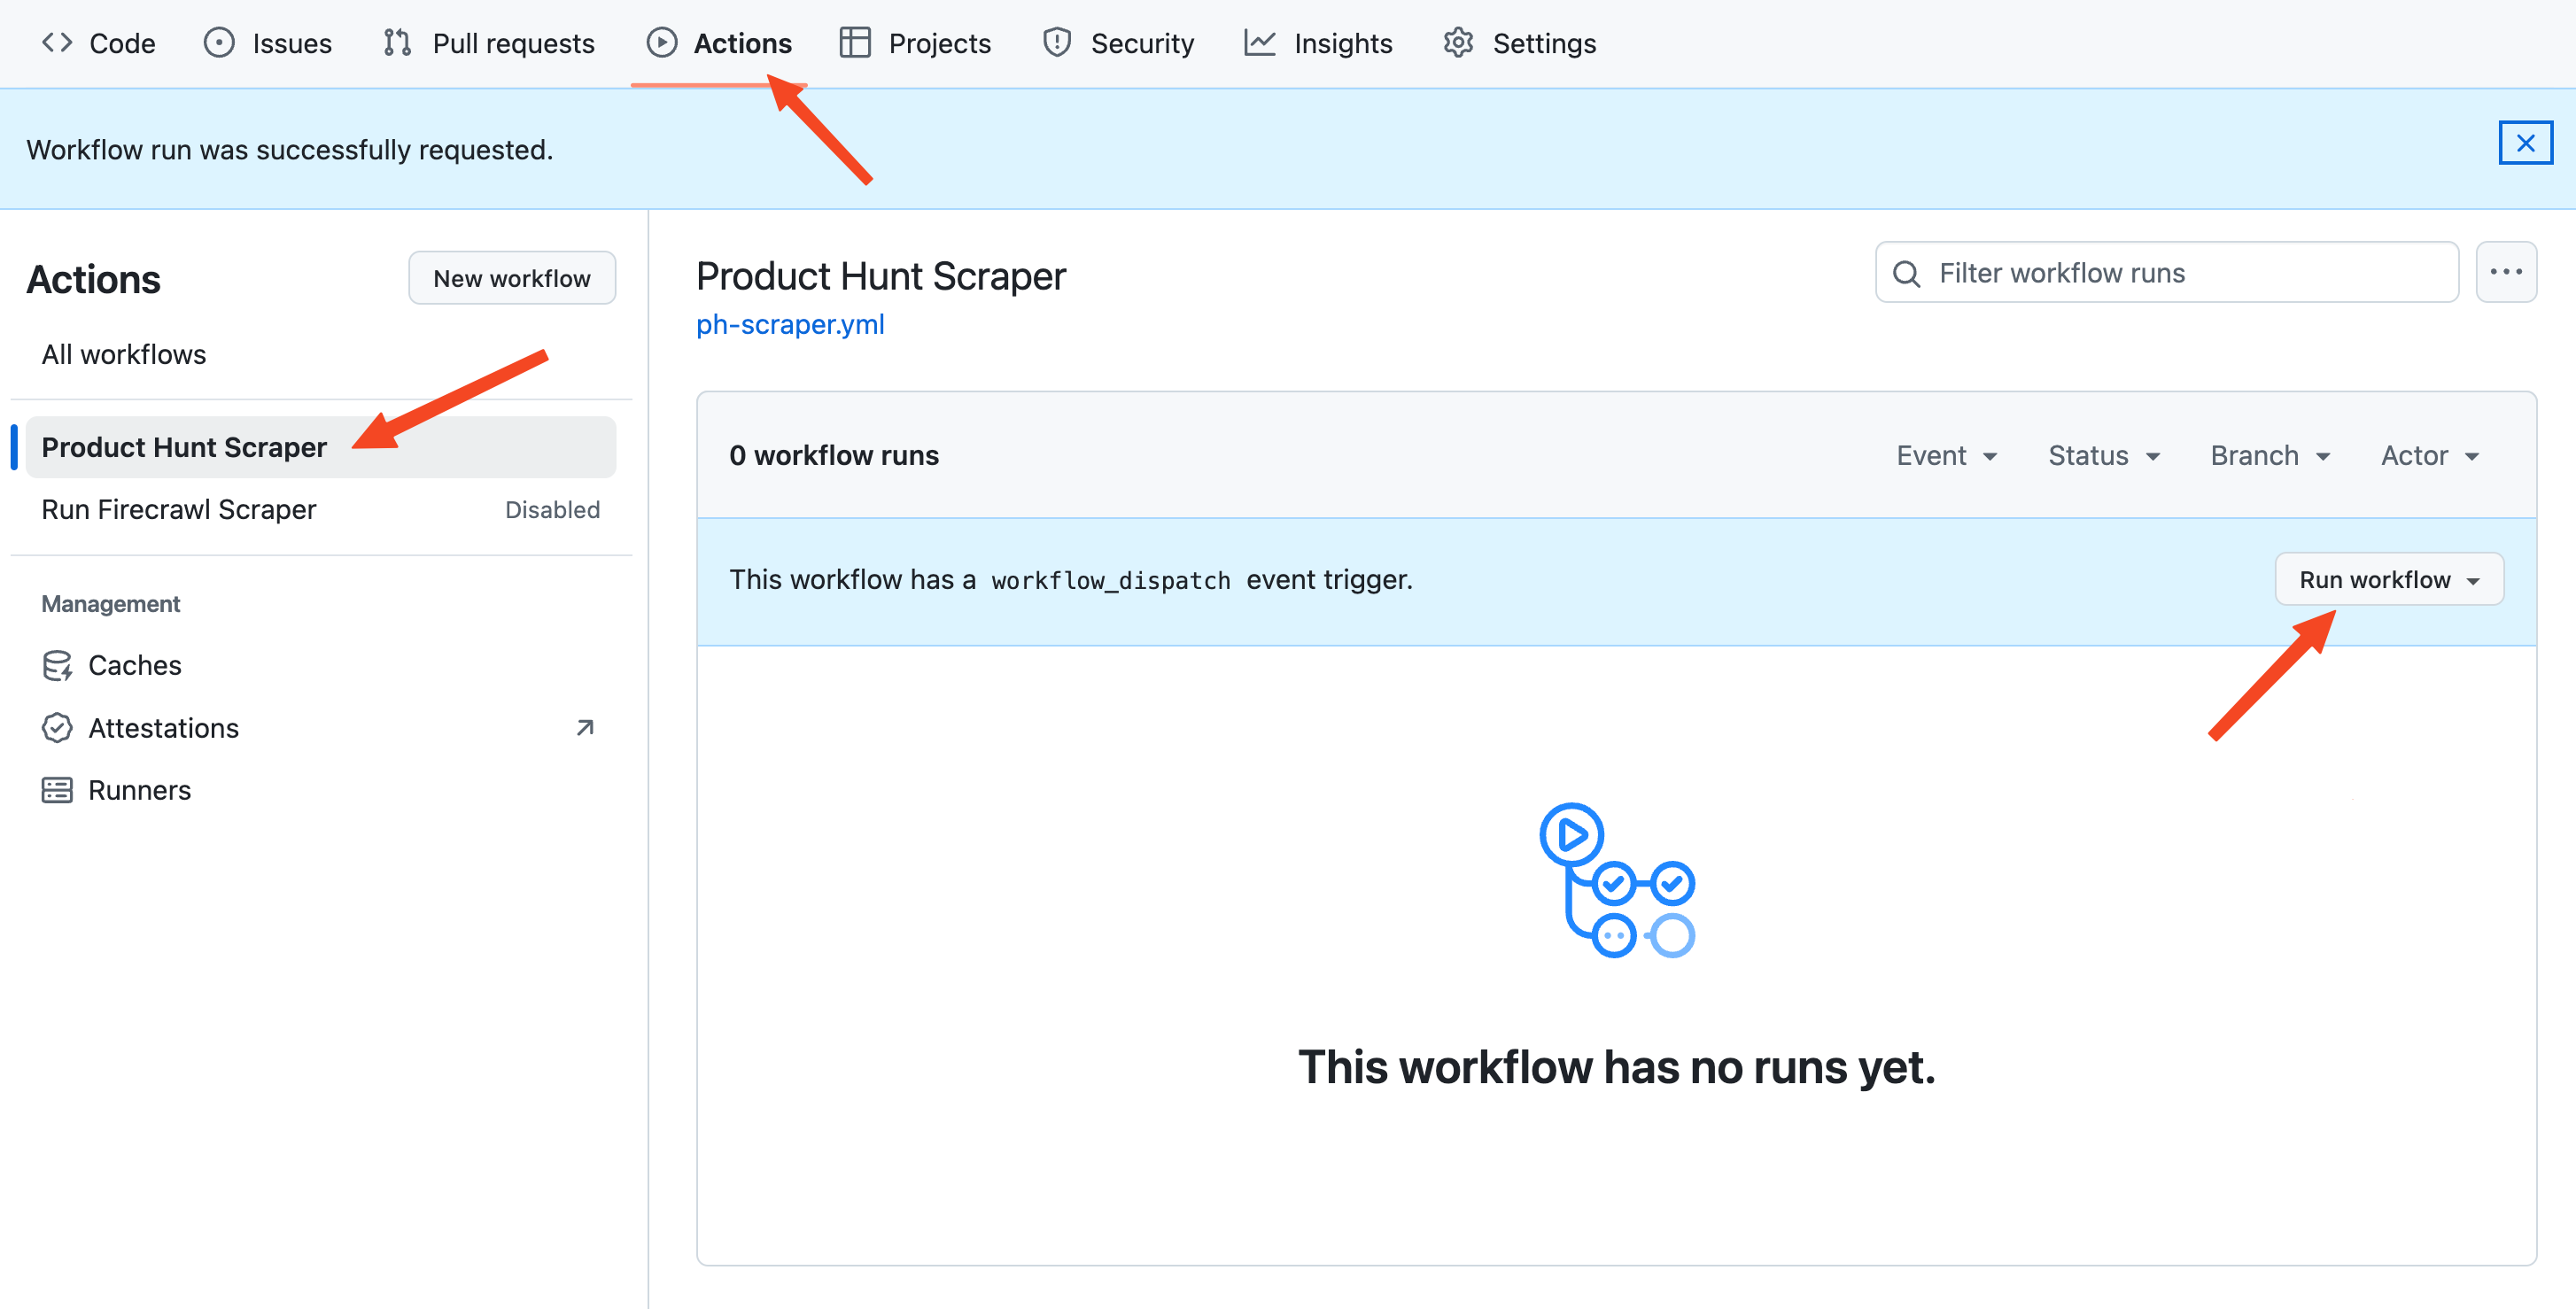 Code Issues Pull requests Actions Projects Security Insights Settings
Workflow run was successfully requested.
Actions New workflow
All workflows
Product Hunt Scraper
Run Firecrawl Scraper Disabled
Management
Caches
Attestations
Runners
Product Hunt Scraper
ph-scraper.yml
Filter workflow runs
0 workflow runs Event Status Branch Actor
This workflow has a workflow_dispatch event trigger. Run workflow
This workflow has no runs yet.